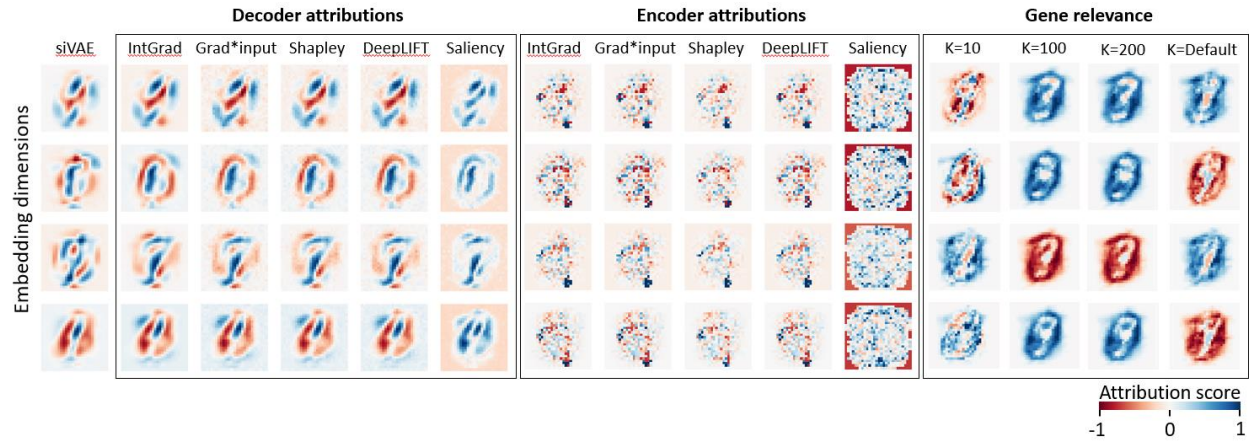 Decoder attributions Encoder attributions Gene relevance
siVAE IntGrad Grad*input Shapley DeepLIFT Saliency IntGrad Grad*input Shapley DeepLIFT Saliency K=10 K=100 K=200 K=Default
Embedding dimensions
Attribution score
-1 0 1